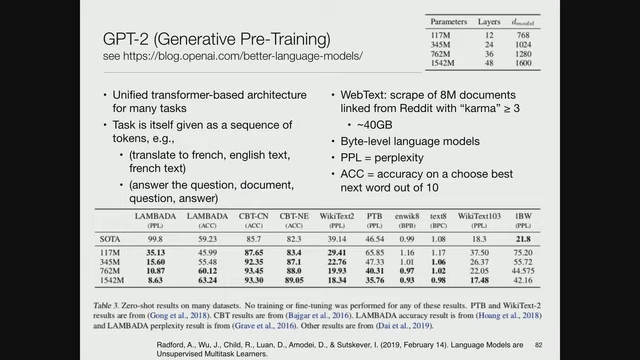 GPT-2 (Generative Pre-Training)
see https://blog.openai.com/better-language-models/
Parameters Layers d_model
117M 12 768
345M 24 1024
762M 36 1280
1542M 48 1600
• Unified transformer-based architecture
for many tasks
• Task is itself given as a sequence of
tokens, e.g.,
• (translate to french, english text,
french text)
• (answer the question, document,
question, answer)
• WebText: scrape of 8M documents
linked from Reddit with “karma” ≥ 3
• ~40GB
• Byte-level language models
• PPL = perplexity
• ACC = accuracy on a choose best
next word out of 10
LAMBADA LAMBADA CBT-CN CBT-NE WikiText2 PTB enwik8 text8 WikiText103 1BW
(PPL) (ACC) (ACC) (ACC) (PPL) (PPL) (BPB) (BPC) (PPL) (PPL)
SOTA 99.8 59.23 85.7 82.3 39.14 46.54 0.99 1.08 18.3 21.8
117M 35.13 45.99 87.65 83.4 29.41 65.85 1.16 1.17 37.50 75.20
345M 15.60 55.48 92.35 87.1 22.76 47.33 1.01 1.06 26.37 55.72
762M 10.87 60.12 93.45 88.0 19.93 40.31 0.97 1.02 22.05 44.575
1542M 8.63 63.24 93.30 89.05 18.34 35.76 0.93 0.98 17.48 42.16
Table 3. Zero-shot results on many datasets. No training or fine-tuning was performed for any of these results. PTB and WikiText-2
results are from (Gong et al., 2018). CBT results are from (Bajgar et al., 2016). LAMBADA accuracy result is from (Hoang et al., 2018)
and LAMBADA perplexity result is from (Grave et al., 2016). Other results are from (Dai et al., 2019).
Radford, A., Wu, J., Child, R., Luan, D., Amodei, D., & Sutskever, I. (2019, February 14). Language Models are
Unsupervised Multitask Learners.
82